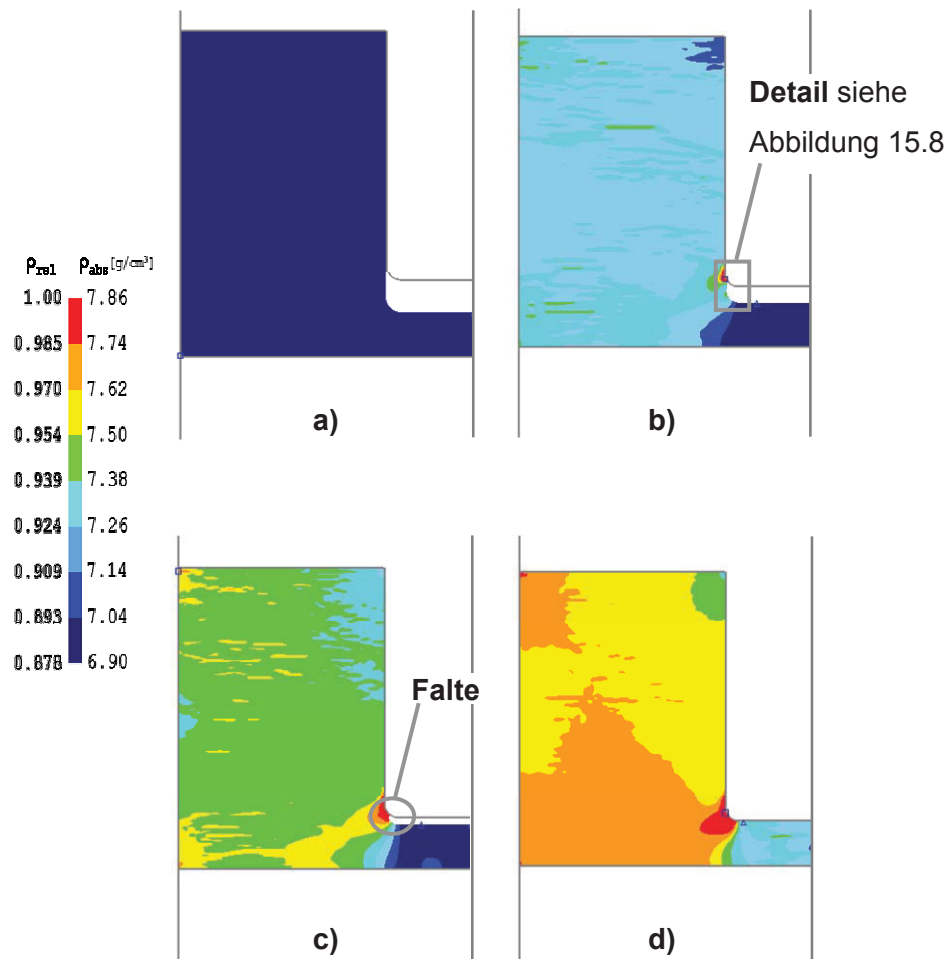 Detail siehe
Abbildung 15.8
a)
b)
ρrel ρabs[g/cm³]
1.00 7.86
0.985 7.74
0.970 7.62
0.954 7.50
0.939 7.38
0.924 7.26
0.909 7.14
0.893 7.04
0.878 6.90
Falte
c)
d)